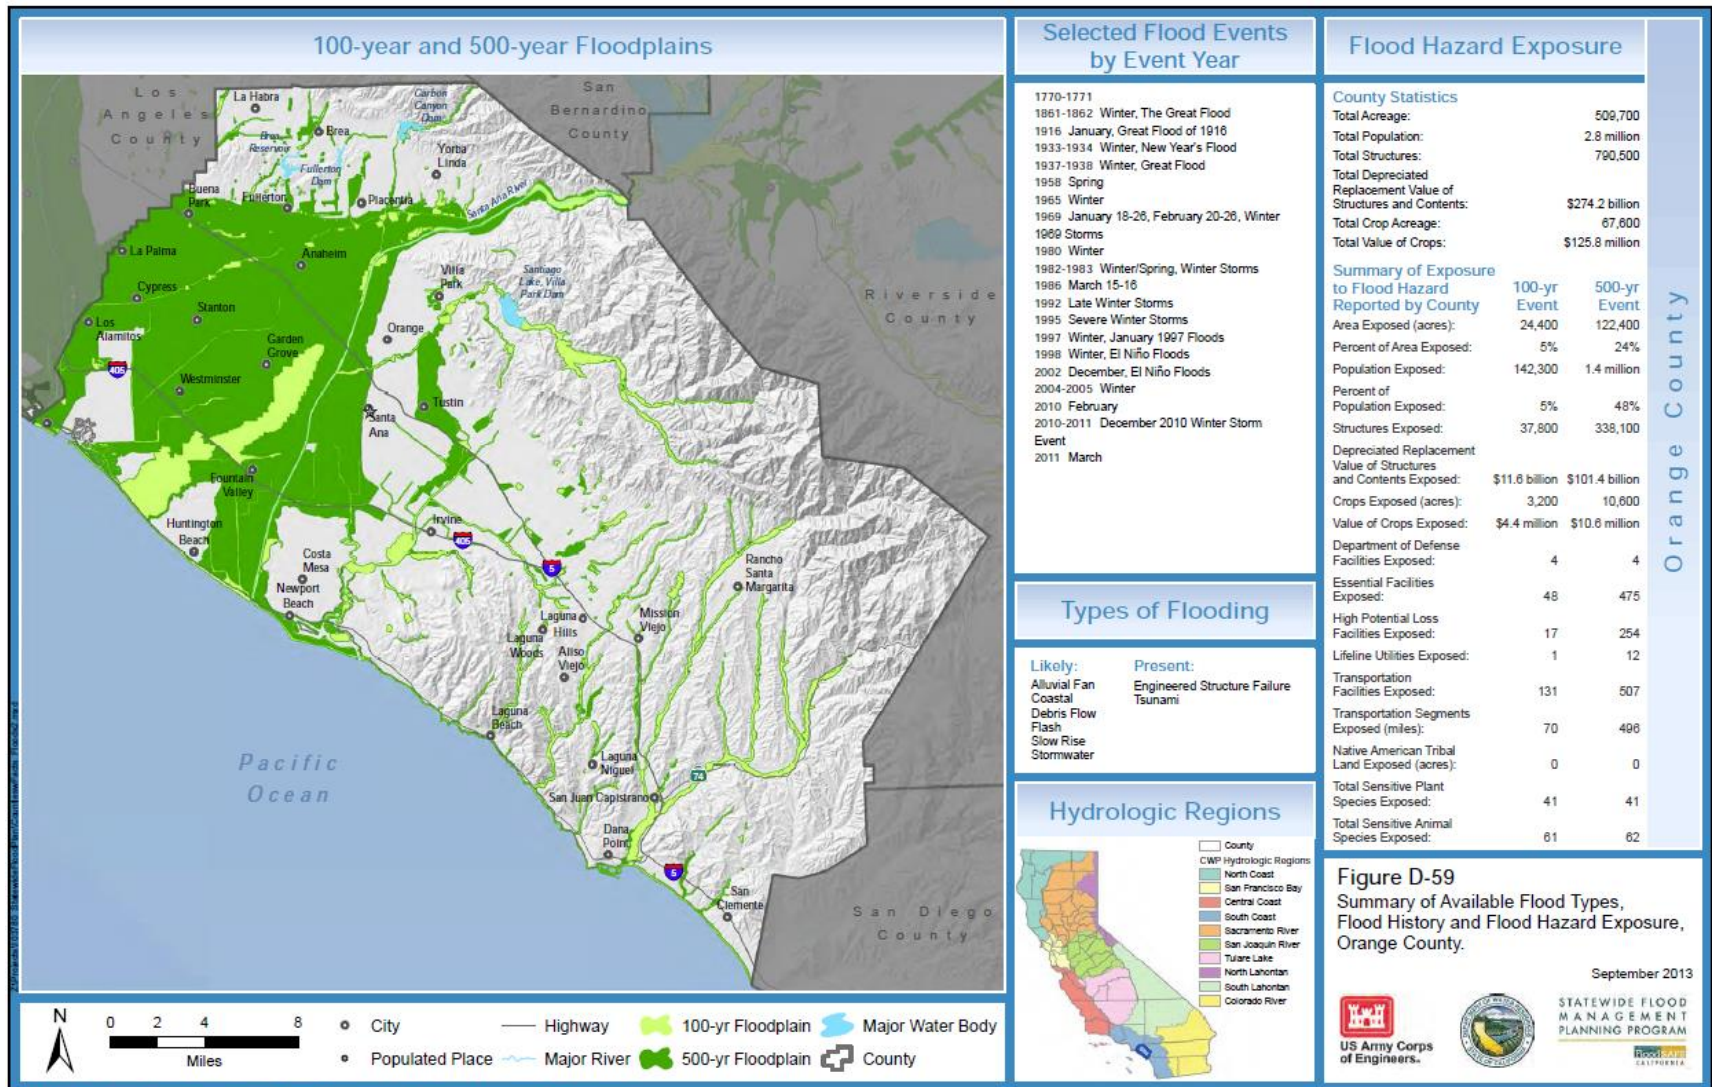 100-year and 500-year Floodplains
Los
Angeles
County
San
Bernardino
County
Riverside
County
San Diego
County
Pacific
Ocean
La Habra
Brea
Carbon
Canyon
Dam
Brea
Reservoir
Fullerton
Dam
Yorba
Linda
Buena
Park
Fullerton
Placentia
Santa Ana River
La Palma
Anaheim
Cypress
Stanton
Villa
Park
Santiago
Lake, Villa
Park Dam
Los
Alamitos
Garden
Grove
Orange
405
Westminster
Tustin
Santa
Ana
Fountain
Valley
Huntington
Beach
Irvine
405
Costa
Mesa
Newport
Beach
5
Rancho
Santa
Margarita
Laguna
Hills
Laguna
Woods
Mission
Viejo
Aliso
Viejo
Laguna
Beach
Laguna
Niguel
74
San Juan Capistrano
Dana
Point
5
San
Clemente
N
0 2 4 8
Miles
City
Populated Place
Highway
Major River
100-yr Floodplain
500-yr Floodplain
Major Water Body
County
Selected Flood Events
by Event Year
1770-1771
1861-1862 Winter, The Great Flood
1916 January, Great Flood of 1916
1933-1934 Winter, New Year's Flood
1937-1938 Winter, Great Flood
1958 Spring
1965 Winter
1969 January 18-26, February 20-26, Winter
1969 Storms
1980 Winter
1982-1983 Winter/Spring, Winter Storms
1986 March 15-16
1992 Late Winter Storms
1995 Severe Winter Storms
1997 Winter, January 1997 Floods
1998 Winter, El Niño Floods
2002 December, El Niño Floods
2004-2005 Winter
2010 February
2010-2011 December 2010 Winter Storm
Event
2011 March
Types of Flooding
Likely: Present:
Alluvial Fan Engineered Structure Failure
Coastal Tsunami
Debris Flow
Flash
Slow Rise
Stormwater
Hydrologic Regions
County
CWP Hydrologic Regions
North Coast
San Francisco Bay
Central Coast
South Coast
Sacramento River
San Joaquin River
Tulare Lake
North Lahontan
South Lahontan
Colorado River
Flood Hazard Exposure
County Statistics
Total Acreage: 509,700
Total Population: 2.8 million
Total Structures: 790,500
Total Depreciated
Replacement Value of
Structures and Contents: $274.2 billion
Total Crop Acreage: 67,600
Total Value of Crops: $125.8 million
Summary of Exposure
to Flood Hazard 100-yr 500-yr
Reported by County Event Event
Area Exposed (acres): 24,400 122,400
Percent of Area Exposed: 5% 24%
Population Exposed: 142,300 1.4 million
Percent of
Population Exposed: 5% 48%
Structures Exposed: 37,800 338,100
Depreciated Replacement
Value of Structures
and Contents Exposed: $11.6 billion $101.4 billion
Crops Exposed (acres): 3,200 10,600
Value of Crops Exposed: $4.4 million $10.6 million
Department of Defense
Facilities Exposed: 4 4
Essential Facilities
Exposed: 48 475
High Potential Loss
Facilities Exposed: 17 254
Lifeline Utilities Exposed: 1 12
Transportation
Facilities Exposed: 131 507
Transportation Segments
Exposed (miles): 70 496
Native American Tribal
Land Exposed (acres): 0 0
Total Sensitive Plant
Species Exposed: 41 41
Total Sensitive Animal
Species Exposed: 61 62
Orange County
Figure D-59
Summary of Available Flood Types,
Flood History and Flood Hazard Exposure,
Orange County.
September 2013
US Army Corps
of Engineers®
STATEWIDE FLOOD
MANAGEMENT
PLANNING PROGRAM
FloodSAFE
CALIFORNIA